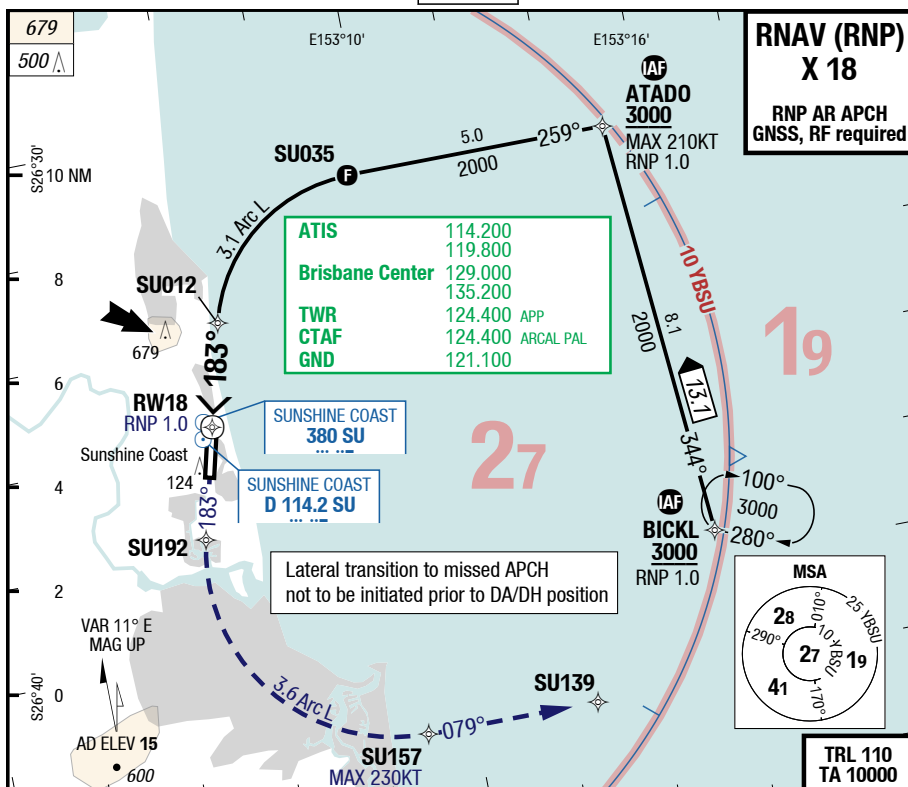 679
500
E153°10'
E153°16'
RNAV (RNP)
X 18
RNP AR APCH
GNSS, RF required
IAF
ATADO
3000
MAX 210KT
RNP 1.0
5.0
259°
2000
SU035
F
S26°30'
10 NM
3.1 Arc L
ATIS 114.200
119.800
Brisbane Center 129.000
135.200
TWR 124.400 APP
CTAF 124.400 ARCAL PAL
GND 121.100
10 YBSU
19
8
SU012
679
183°
8.1
2000
13.1
344°
6
RW18
RNP 1.0
SUNSHINE COAST
380 SU
27
Sunshine Coast
124
4
SUNSHINE COAST
D 114.2 SU
183°
100°
3000
280°
IAF
BICKL
3000
RNP 1.0
SU192
Lateral transition to missed APCH
not to be initiated prior to DA/DH position
MSA
010°
25 YBSU
28
290°
10 YBSU
27
19
41
170°
2
VAR 11° E
MAG UP
S26°40'
0
3.6 Arc L
SU139
079°
SU157
MAX 230KT
AD ELEV 15
600
TRL 110
TA 10000